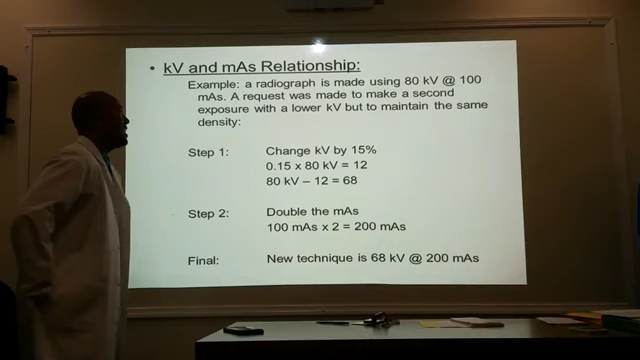 • kV and mAs Relationship:
Example: a radiograph is made using 80 kV @ 100
mAs. A request was made to make a second
exposure with a lower kV but to maintain the same
density:
Step 1: Change kV by 15%
0.15 x 80 kV = 12
80 kV – 12 = 68
Step 2: Double the mAs
100 mAs x 2 = 200 mAs
Final: New technique is 68 kV @ 200 mAs